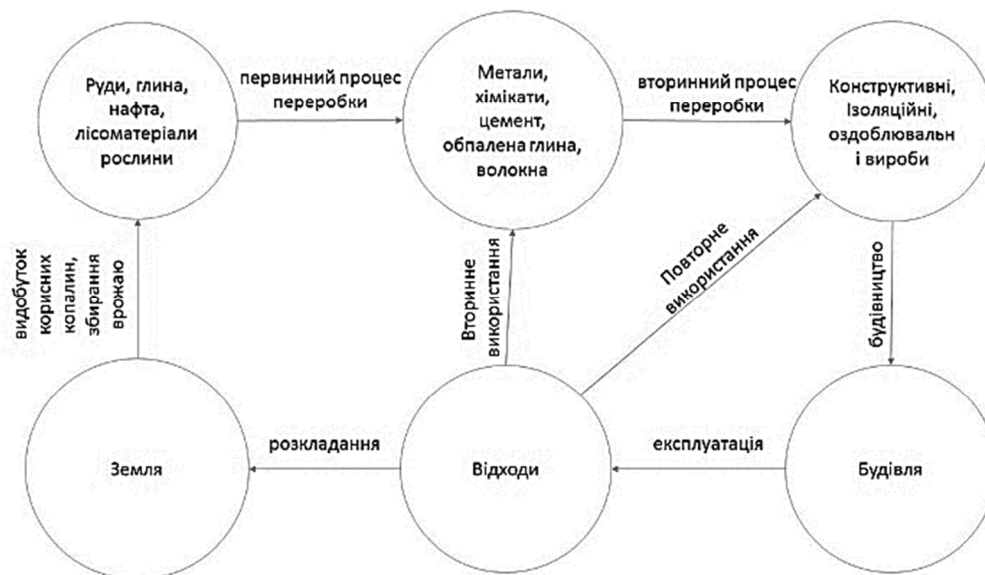 Руди, глина,
нафта,
лісоматеріали
рослини
первинний процес
переробки
Метали,
хімікати,
цемент,
обпалена глина,
волокна
вторинний процес
переробки
Конструктивні,
Ізоляційні,
оздоблювальн
і вироби
видобуток
корисних
копалин,
збирання
врожаю
Вторинне
використання
Повторне
використання
будівництво
Земля
розкладання
Відходи
експлуатація
Будівля